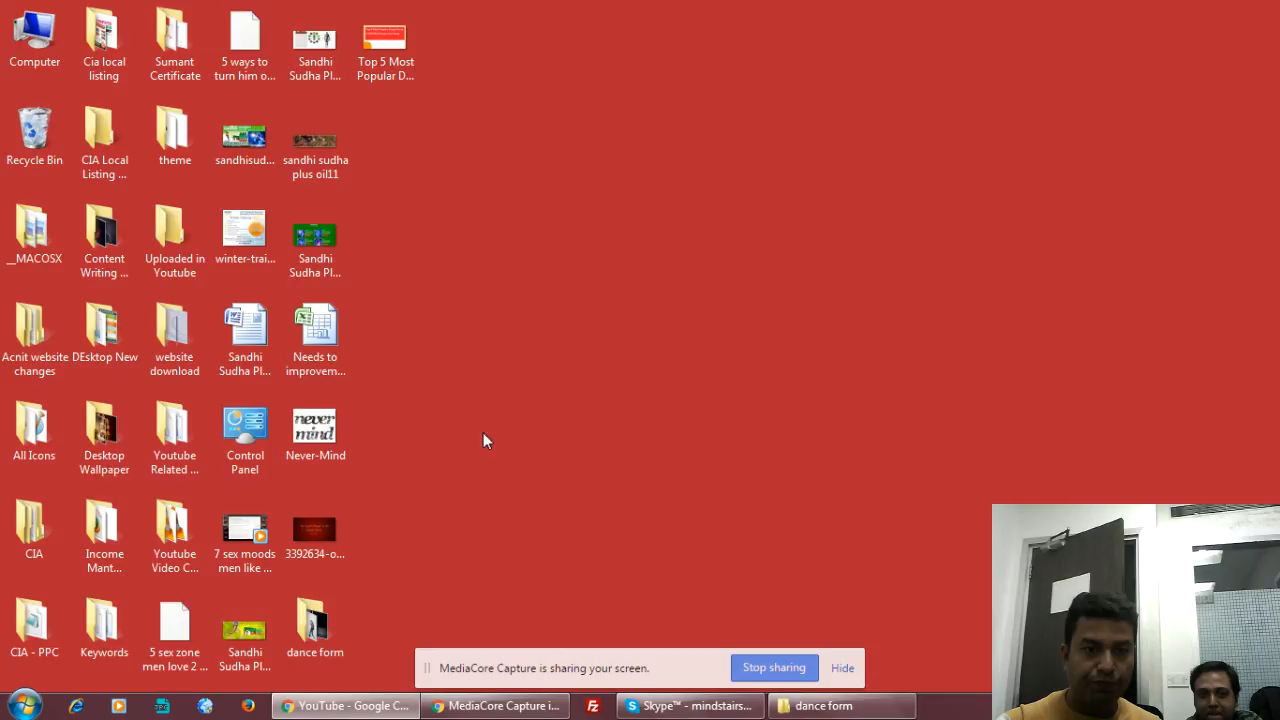 Computer
Cia local
listing
Sumant
Certificate
5 ways to
turn him o...
Sandhi
Sudha Pl...
Top 5 Most
Popular D...
Recycle Bin
CIA Local
Listing ...
theme
sandhisud...
sandhi sudha
plus oil11
__MACOSX
Content
Writing ...
Uploaded in
Youtube
winter-trai...
Sandhi
Sudha Pl...
Acnit website
changes
DEsktop New
website
download
Sandhi
Sudha Pl...
Needs to
improvem...
All Icons
Desktop
Wallpaper
Youtube
Related ...
Control
Panel
never
mind
Never-Mind
CIA
Income
Mant...
Youtube
Video C...
7 sex moods
men like ...
3392634-o...
CIA - PPC
Keywords
5 sex zone
men love 2 ...
Sandhi
Sudha Pl...
dance form
MediaCore Capture is sharing your screen.
Stop sharing
Hide
YouTube - Google C...
MediaCore Capture i...
Skype™ - mindstairs...
dance form